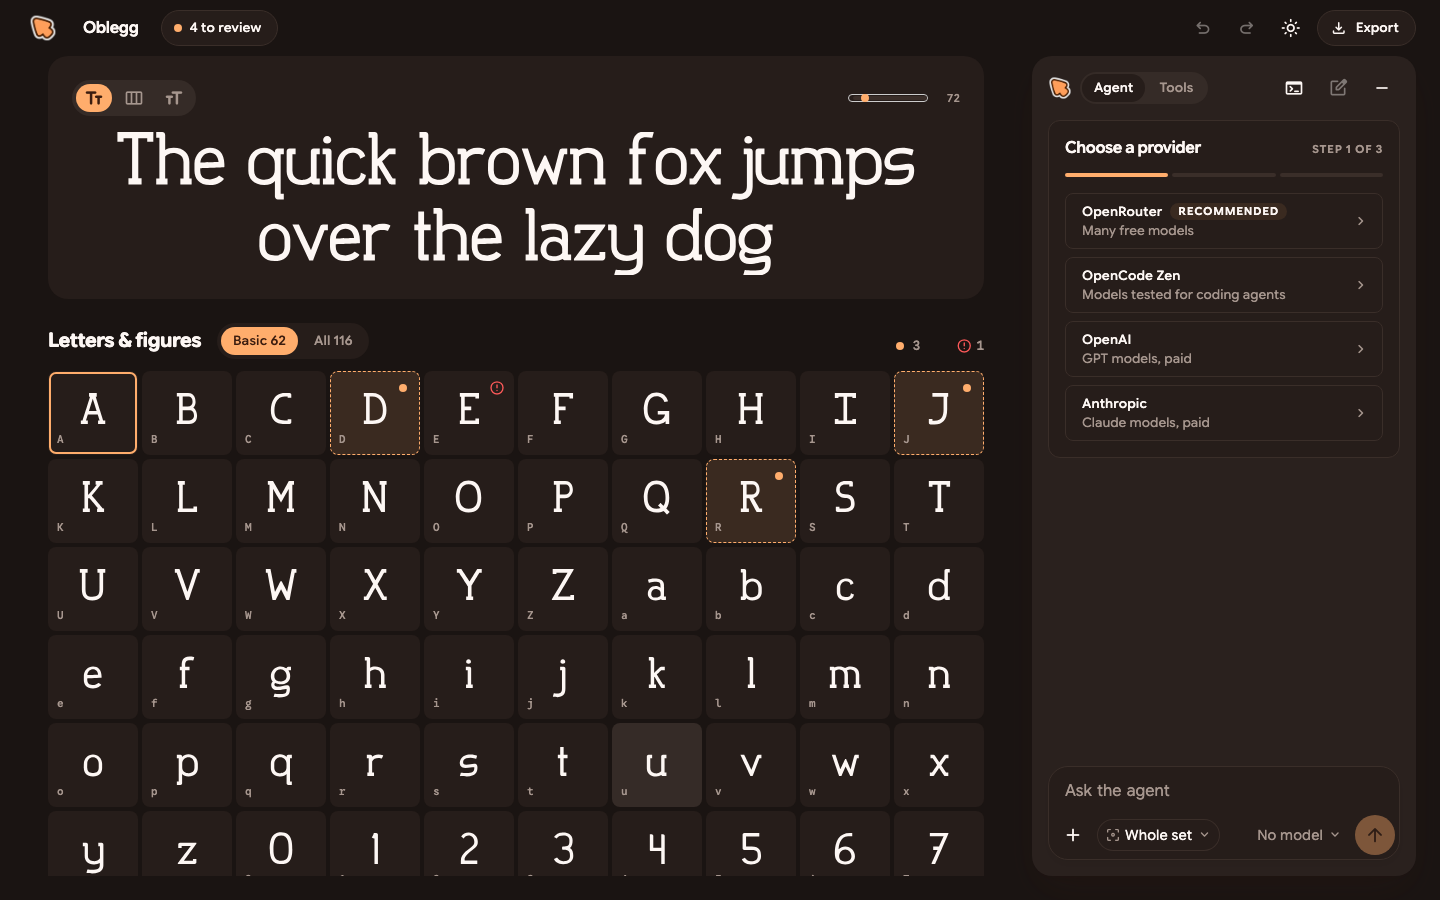 Oblegg
4 to review
Export
72
The quick brown fox jumps
over the lazy dog
Letters & figures
Basic 62
All 116
3
1
A B C D E F G H I J
A B C D E F G H I J
K L M N O P Q R S T
K L M N O P Q R S T
U V W X Y Z a b c d
U V W X Y Z a b c d
e f g h i j k l m n
e f g h i j k l m n
o p q r s t u v w x
o p q r s t u v w x
y z 0 1 2 3 4 5 6 7
Agent
Tools
Choose a provider
STEP 1 OF 3
OpenRouter RECOMMENDED
Many free models
OpenCode Zen
Models tested for coding agents
OpenAI
GPT models, paid
Anthropic
Claude models, paid
Ask the agent
Whole set
No model